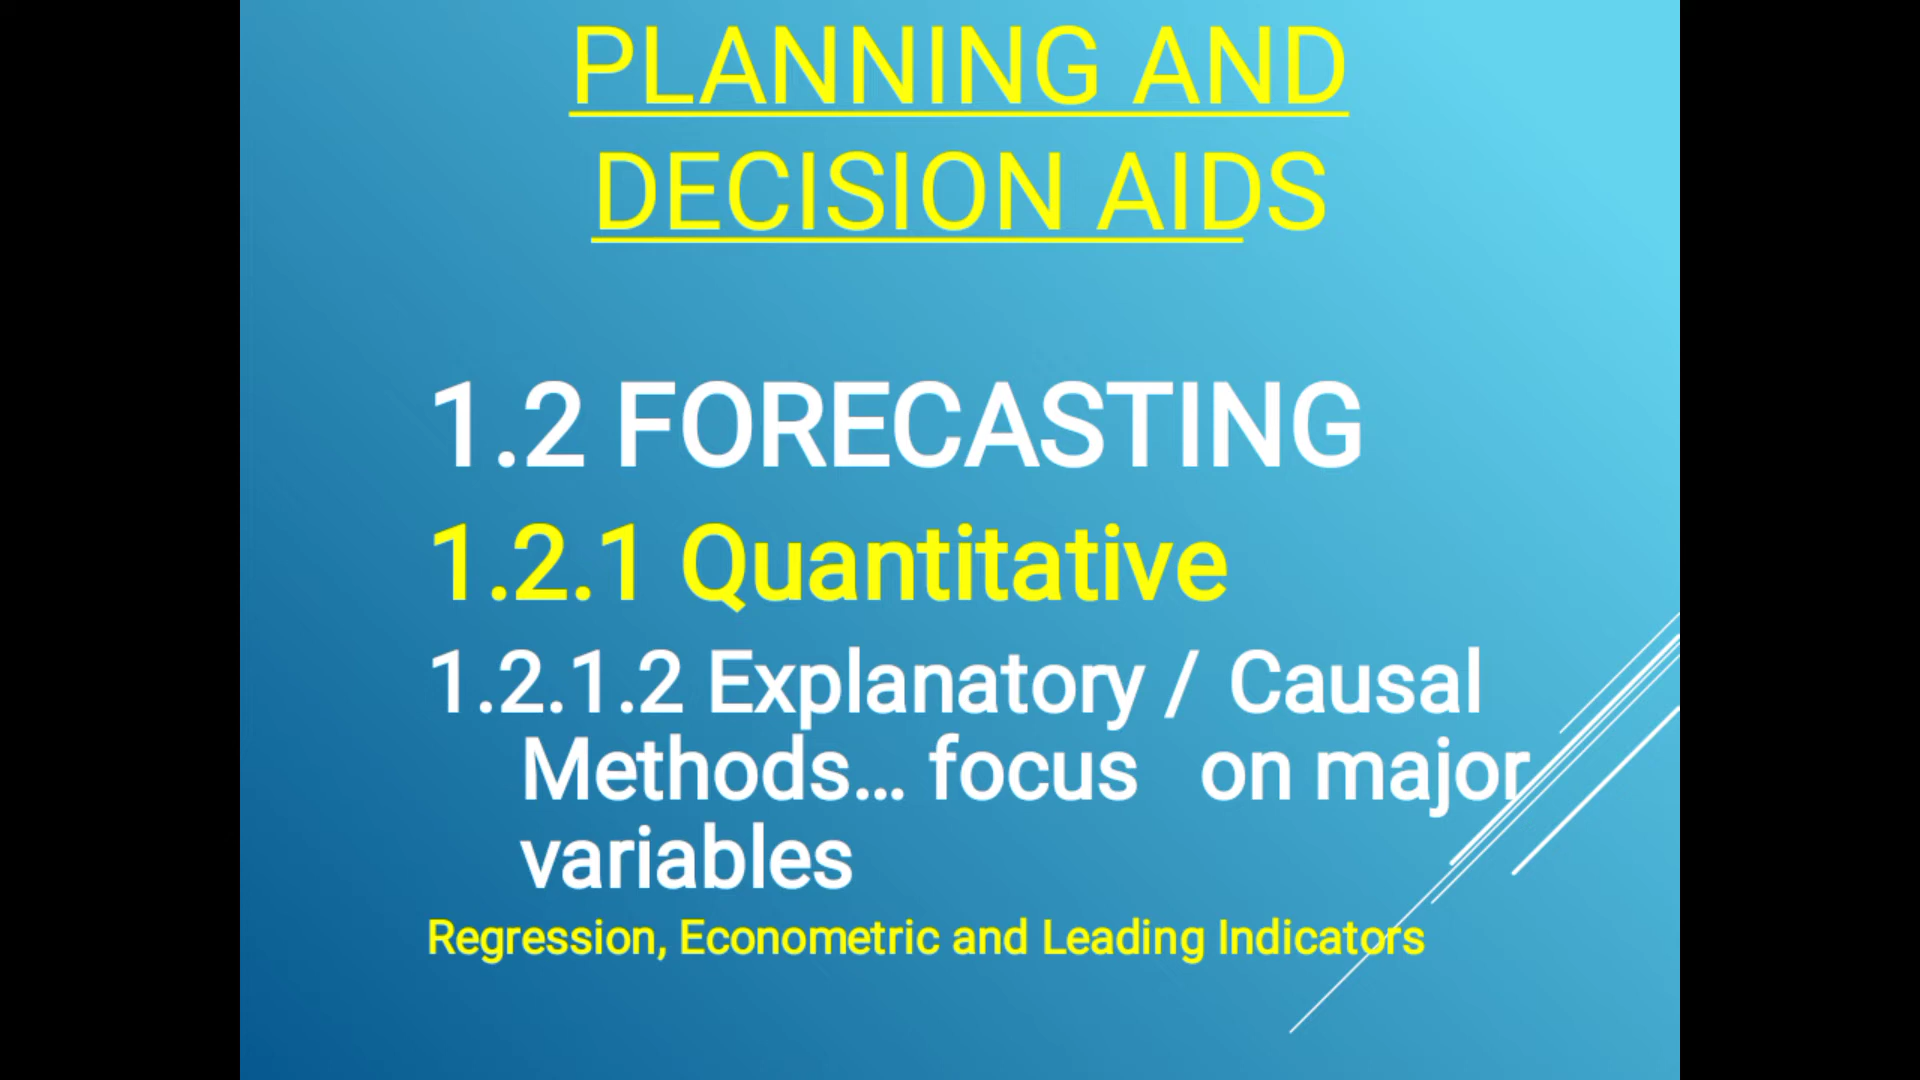 PLANNING AND
DECISION AIDS
1.2 FORECASTING
1.2.1 Quantitative
1.2.1.2 Explanatory / Causal
Methods... focus on major
variables
Regression, Econometric and Leading Indicators